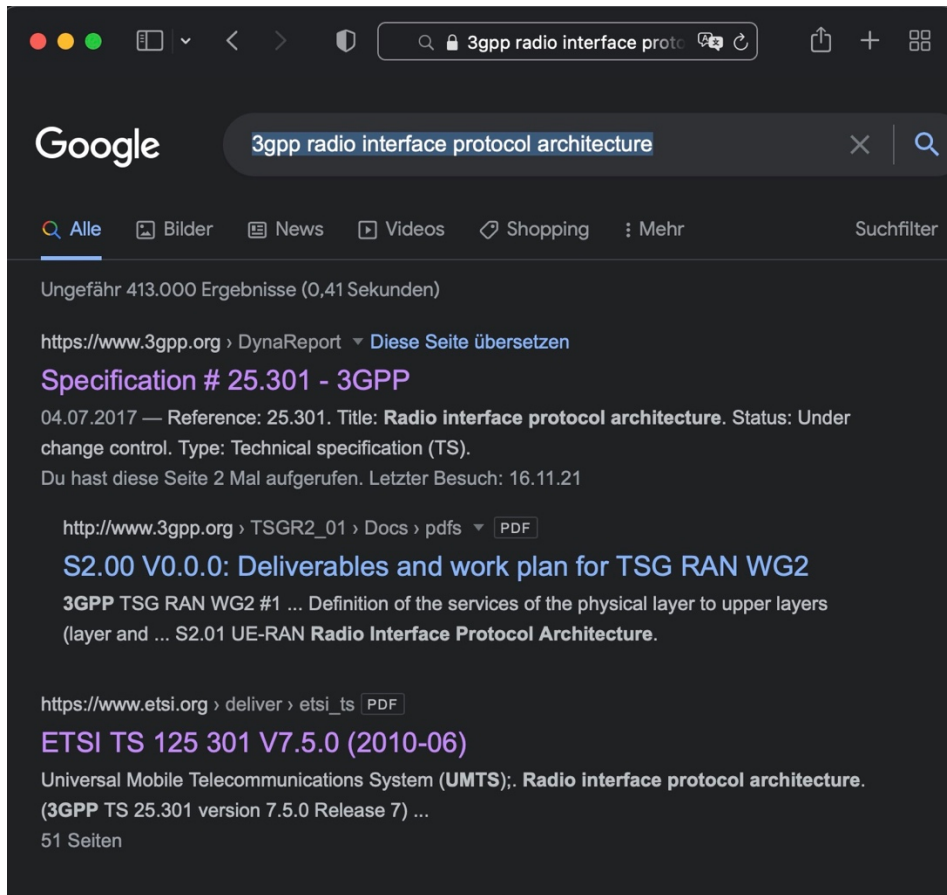 3gpp radio interface proto
Google
3gpp radio interface protocol architecture
Alle Bilder News Videos Shopping Mehr Suchfilter
Ungefähr 413.000 Ergebnisse (0,41 Sekunden)
https://www.3gpp.org › DynaReport Diese Seite übersetzen
Specification # 25.301 - 3GPP
04.07.2017 — Reference: 25.301. Title: Radio interface protocol architecture. Status: Under
change control. Type: Technical specification (TS).
Du hast diese Seite 2 Mal aufgerufen. Letzter Besuch: 16.11.21
http://www.3gpp.org › TSGR2_01 › Docs › pdfs PDF
S2.00 V0.0.0: Deliverables and work plan for TSG RAN WG2
3GPP TSG RAN WG2 #1 ... Definition of the services of the physical layer to upper layers
(layer and ... S2.01 UE-RAN Radio Interface Protocol Architecture.
https://www.etsi.org › deliver › etsi_ts PDF
ETSI TS 125 301 V7.5.0 (2010-06)
Universal Mobile Telecommunications System (UMTS);. Radio interface protocol architecture.
(3GPP TS 25.301 version 7.5.0 Release 7) ...
51 Seiten